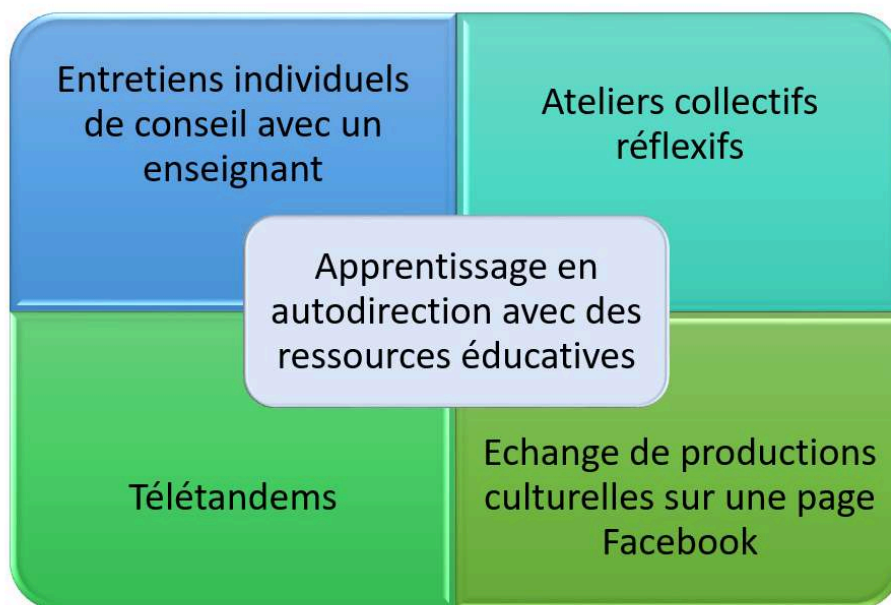 Entretiens individuels
de conseil avec un
enseignant
Ateliers collectifs
réflexifs
Apprentissage en
autodirection avec des
ressources éducatives
Télétandems
Echange de productions
culturelles sur une page
Facebook